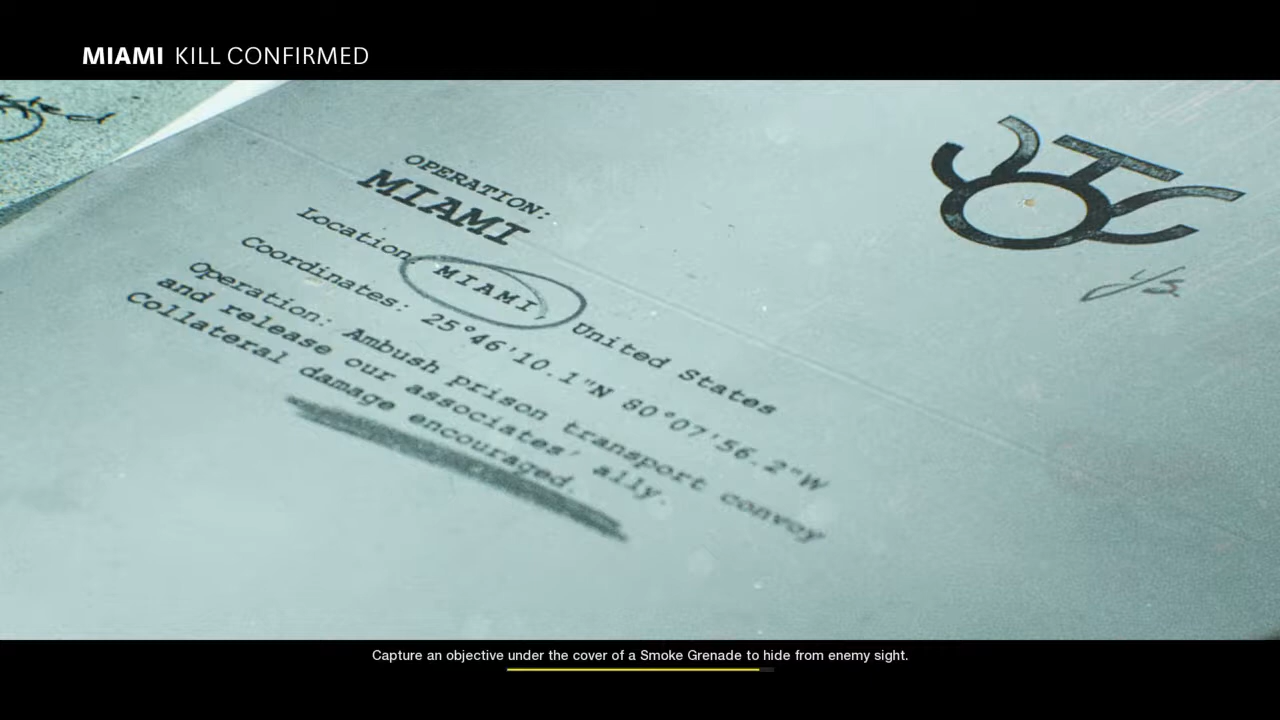 MIAMI KILL CONFIRMED
OPERATION:
MIAMI
Location: MIAMI, United States
Coordinates: 25°46'10.1"N 80°07'56.2"W
Operation: Ambush prison transport convoy
and release our associates' ally.
Collateral damage encouraged.
Capture an objective under the cover of a Smoke Grenade to hide from enemy sight.